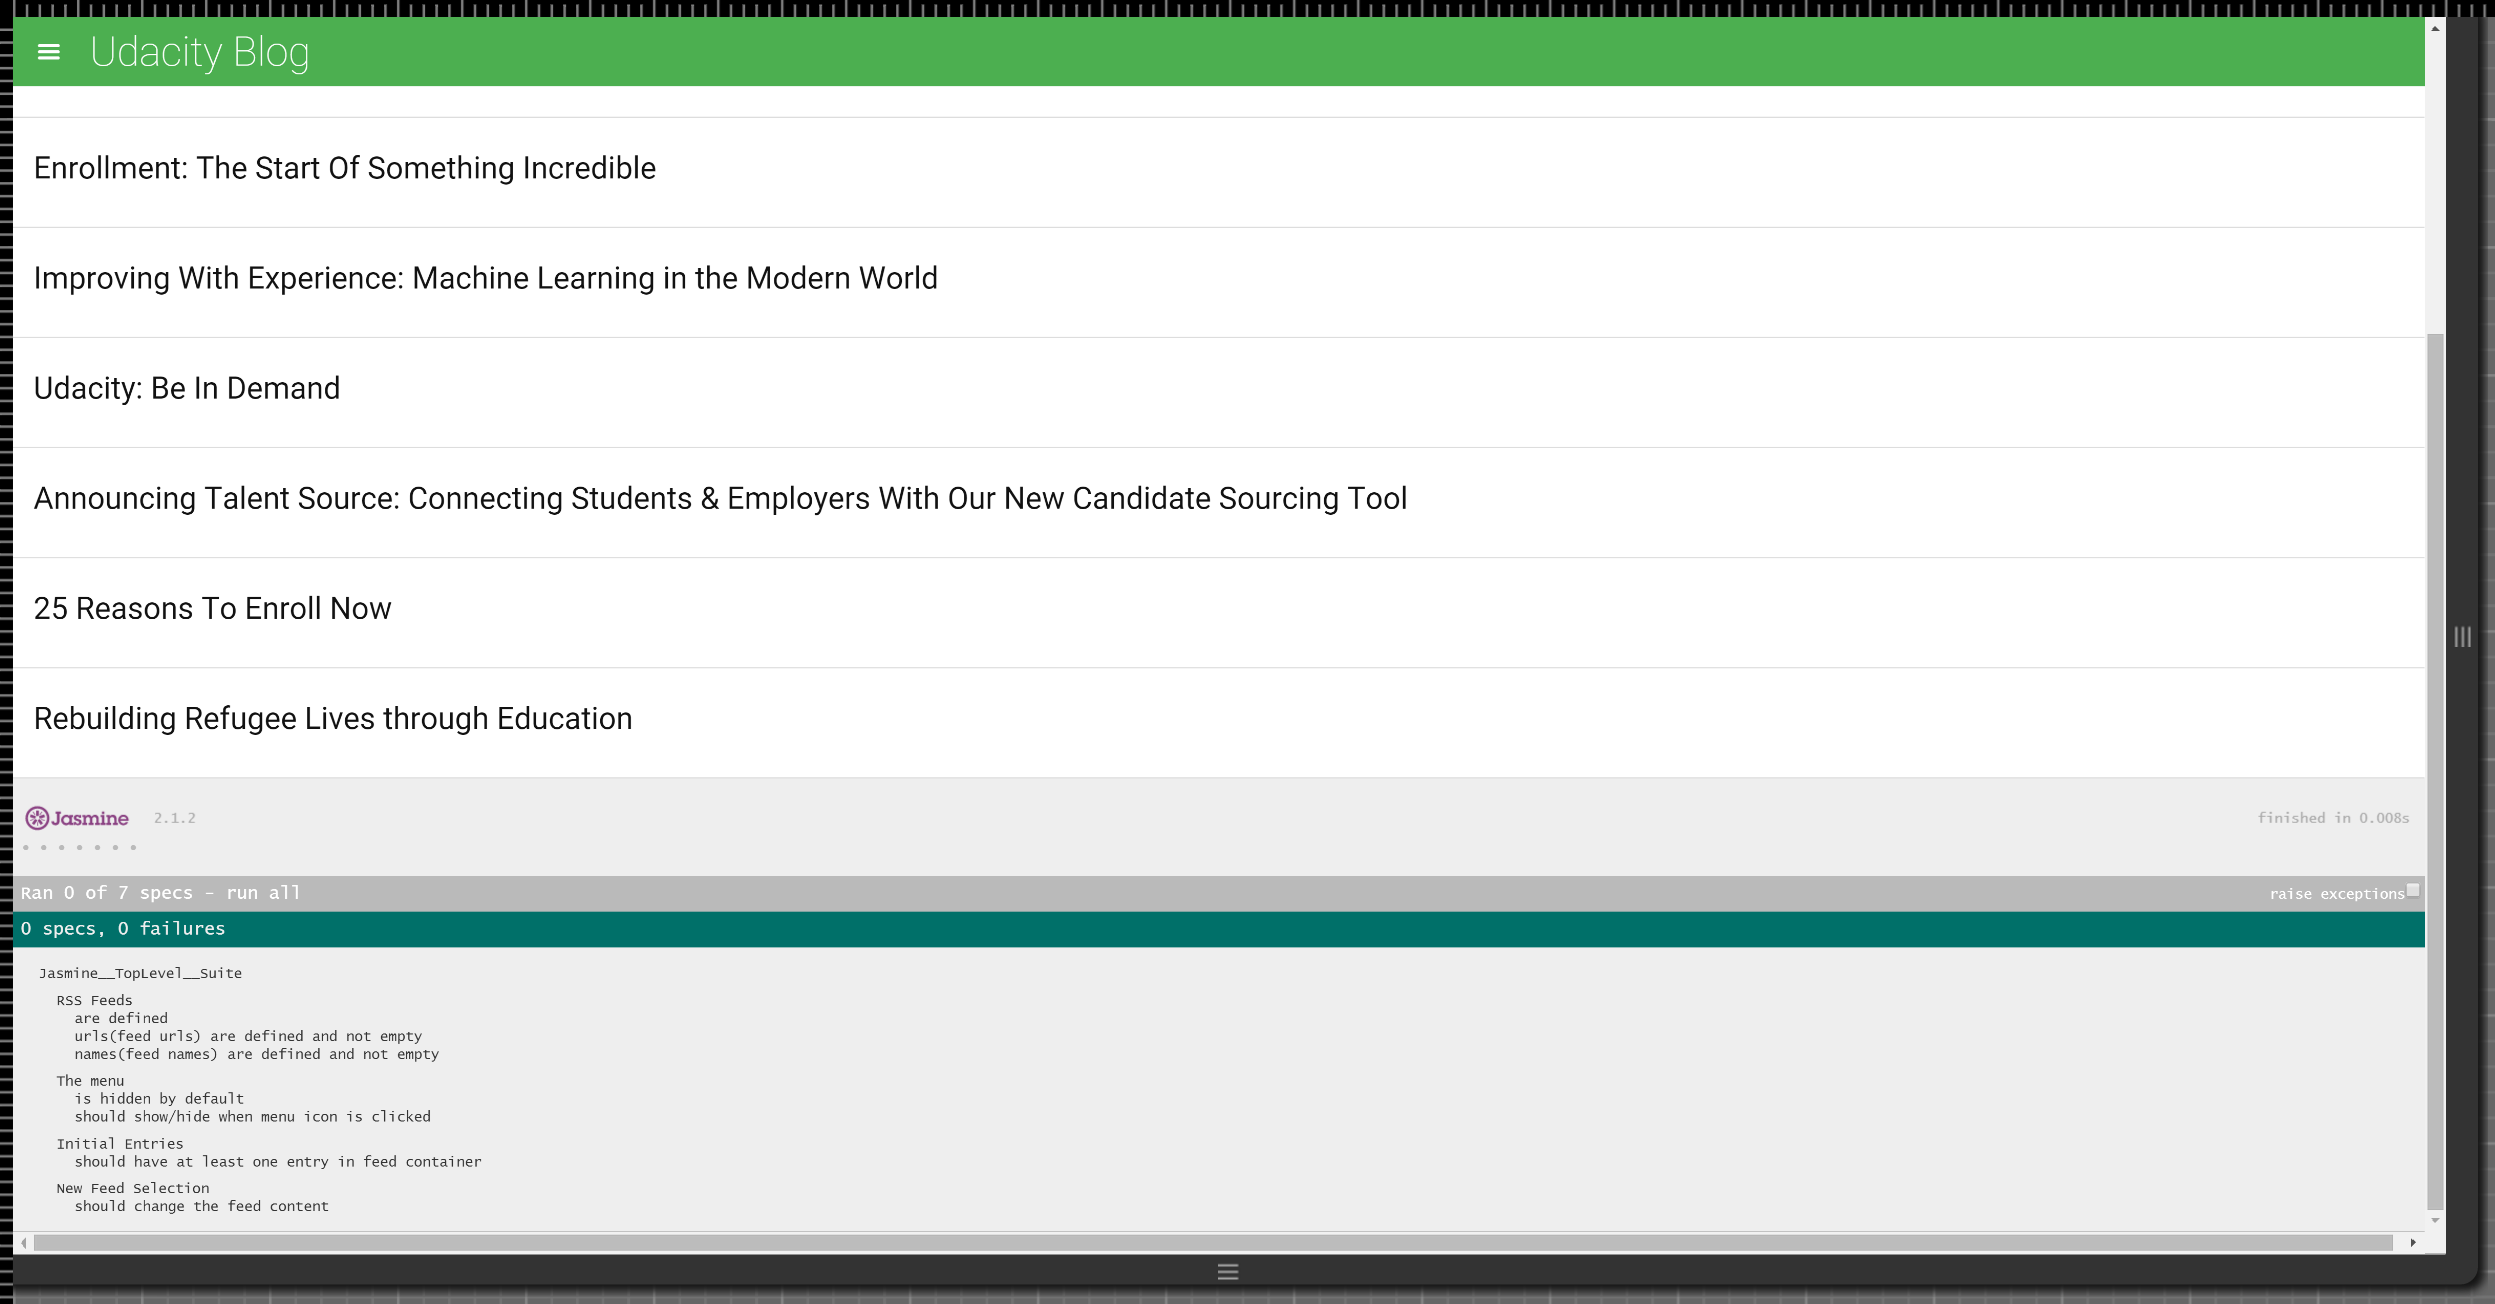 Udacity Blog
Enrollment: The Start Of Something Incredible
Improving With Experience: Machine Learning in the Modern World
Udacity: Be In Demand
Announcing Talent Source: Connecting Students & Employers With Our New Candidate Sourcing Tool
25 Reasons To Enroll Now
Rebuilding Refugee Lives through Education
Jasmine 2.1.2 finished in 0.008s
Ran 0 of 7 specs - run all raise exceptions
0 specs, 0 failures
Jasmine__TopLevel__Suite
RSS Feeds
are defined
urls(feed urls) are defined and not empty
names(feed names) are defined and not empty
The menu
is hidden by default
should show/hide when menu icon is clicked
Initial Entries
should have at least one entry in feed container
New Feed Selection
should change the feed content